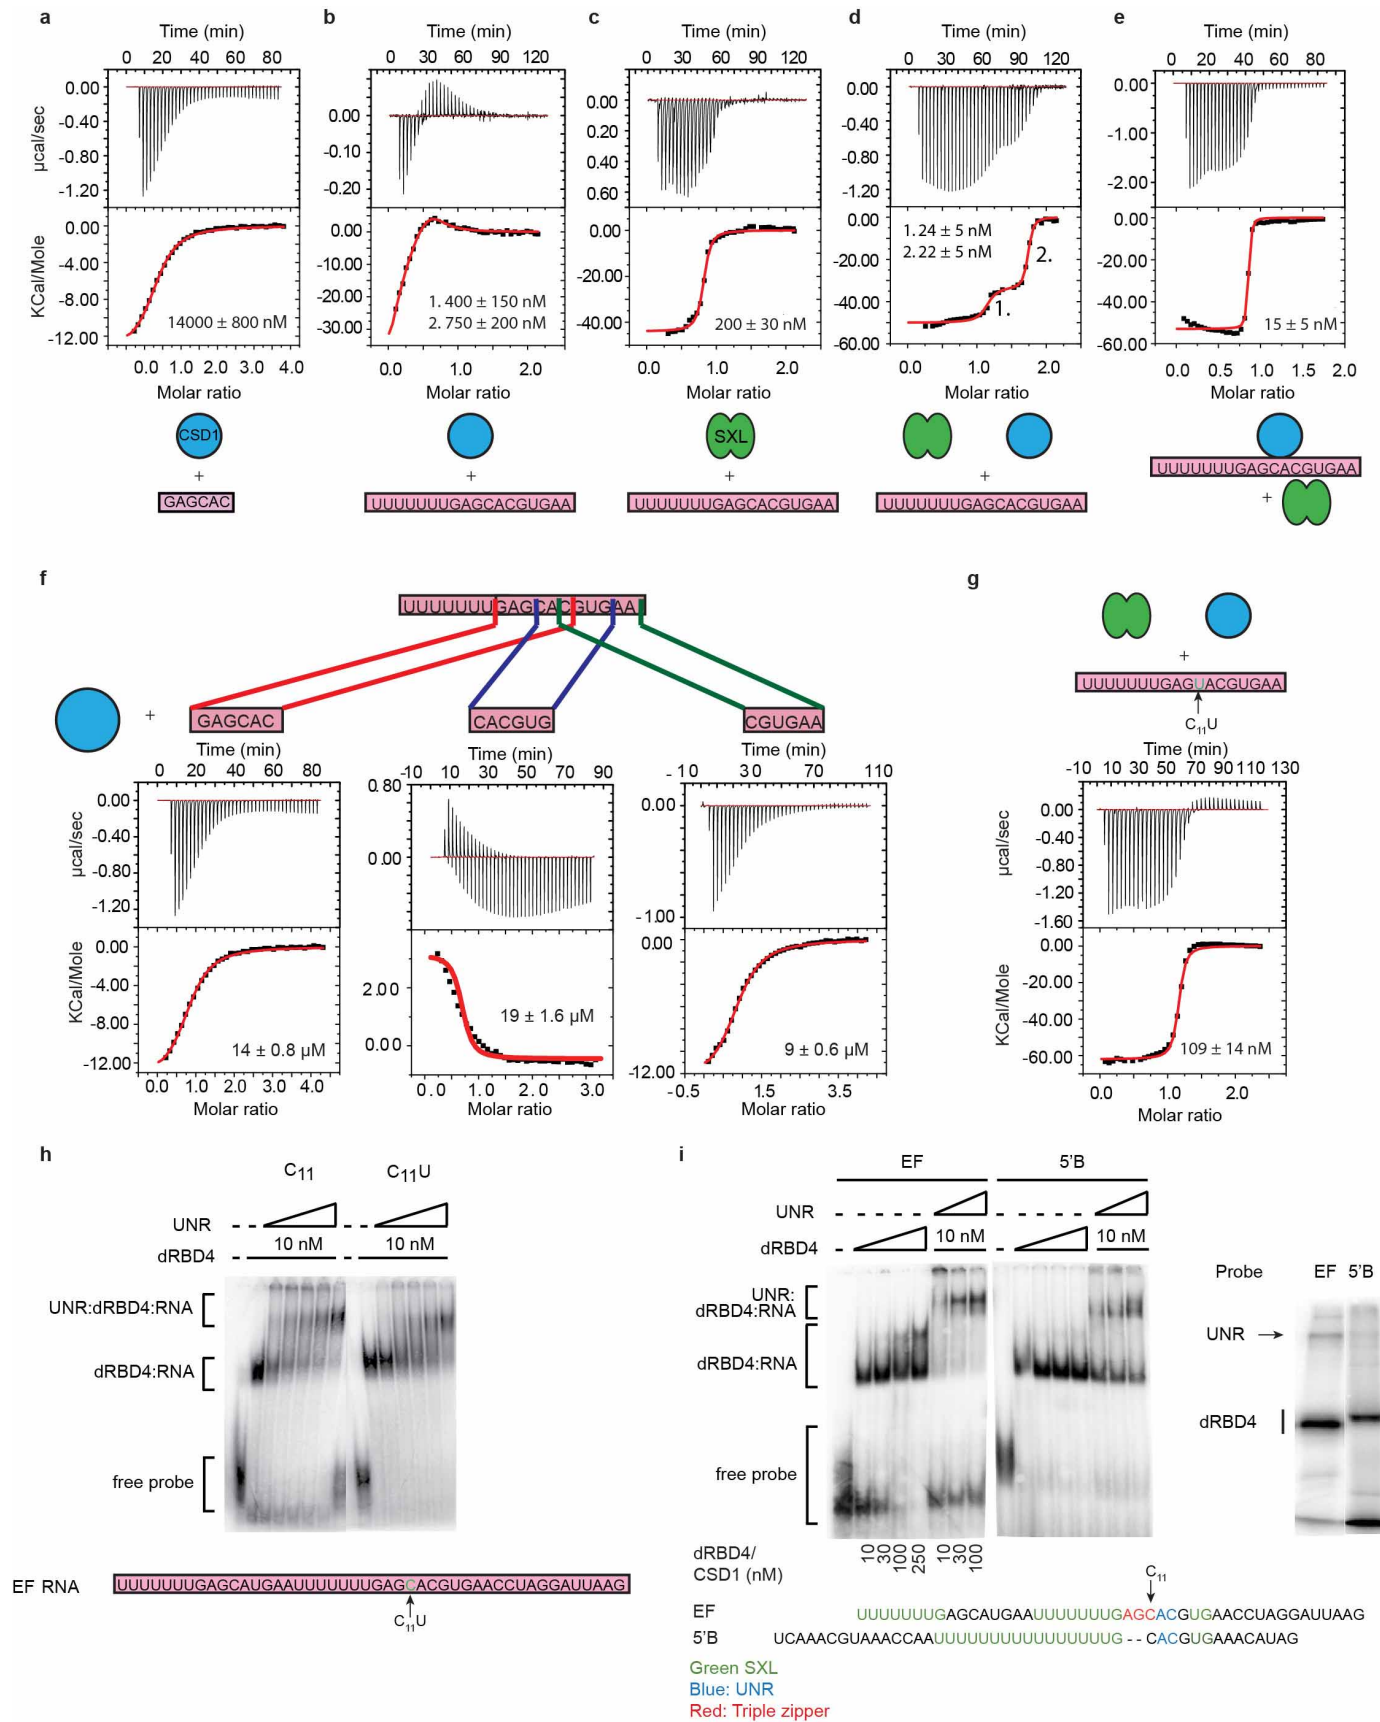 a
Time (min)
0 20 40 60 80
0.00
-0.40
-0.80
-1.20
µcal/sec
0.00
-4.00
-8.00
-12.00
KCal/Mole
14000 ± 800 nM
0.0 1.0 2.0 3.0 4.0
Molar ratio
CSD1
+
GAGCAC
b
Time (min)
0 30 60 90 120
0.00
-0.10
-0.20
0.00
-10.00
-20.00
-30.00
1. 400 ± 150 nM
2. 750 ± 200 nM
0.0 1.0 2.0
Molar ratio
+
UUUUUUUGAGCACGUGAA
c
Time (min)
0 30 60 90 120
0.00
0.20
0.40
0.60
0.00
-20.00
-40.00
200 ± 30 nM
0.0 1.0 2.0
Molar ratio
SXL
+
UUUUUUUGAGCACGUGAA
d
Time (min)
0 30 60 90 120
0.00
-0.40
-0.80
-1.20
0.00
-20.00
-40.00
-60.00
1. 24 ± 5 nM
2. 22 ± 5 nM
1.
2.
0.0 1.0 2.0
Molar ratio
+
UUUUUUUGAGCACGUGAA
e
Time (min)
0 20 40 60 80
0.00
-1.00
-2.00
0.00
-20.00
-40.00
-60.00
15 ± 5 nM
0.0 0.5 1.0 1.5 2.0
Molar ratio
UUUUUUUGAGCACGUGAA
+
f
UUUUUUUGAGCACGUGAA
+
GAGCAC
CACGUG
CGUGAA
Time (min)
0 20 40 60 80
0.00
-0.40
-0.80
-1.20
µcal/sec
0.00
-4.00
-8.00
-12.00
KCal/Mole
14 ± 0.8 µM
0.0 1.0 2.0 3.0 4.0
Molar ratio
Time (min)
-10 10 30 50 70 90
0.80
0.00
2.00
0.00
19 ± 1.6 µM
0.0 1.0 2.0 3.0
Molar ratio
Time (min)
-10 30 70 110
0.00
-1.00
0.00
-12.00
9 ± 0.6 µM
-0.5 1.5 3.5
Molar ratio
g
+
UUUUUUUGAGUACGUGAA
C11U
Time (min)
-10 10 30 50 70 90 110 130
0.00
-0.40
-0.80
-1.20
-1.60
µcal/sec
0.00
-20.00
-40.00
-60.00
KCal/Mole
109 ± 14 nM
0.0 1.0 2.0
Molar ratio
h
C11 C11U
UNR - - - -
dRBD4 - 10 nM - 10 nM
UNR:dRBD4:RNA
dRBD4:RNA
free probe
EF RNA UUUUUUUGAGCAUGAAUUUUUUUGAGCACGUGAACCUAGGAUUAAG
C11U
i
EF 5'B
UNR - - - - - - - - - -
dRBD4 - 10 nM - 10 nM
UNR:
dRBD4:RNA
dRBD4:RNA
free probe
dRBD4/
CSD1 (nM)
10 30 100 250 10 30 100
Probe EF 5'B
UNR
dRBD4
C11
EF UUUUUUUGAGCAUGAAUUUUUUUGAGCACGUGAACCUAGGAUUAAG
5'B UCAAACGUAAACCAAUUUUUUUUUUUUUUUUG--CACGUGAAACAUAG
Green SXL
Blue: UNR
Red: Triple zipper